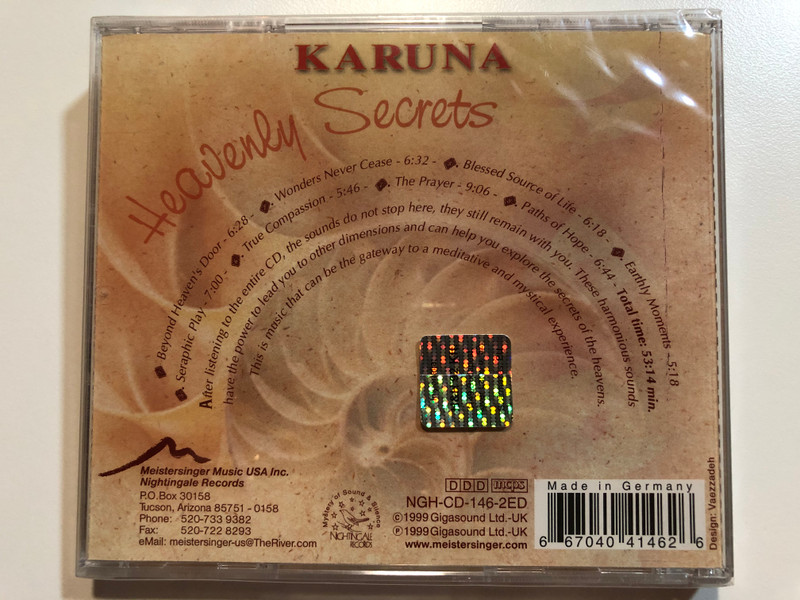 KARUNA
Heavenly Secrets
Beyond Heaven's Door - 6:28 - Wonders Never Cease - 6:32 - Blessed Source of Life - 6:18 - Earthly Moments - 5:18
Seraphic Play - 7:00 - True Compassion - 5:46 - The Prayer - 9:06 - Paths of Hope - 6:44 - Total time: 53:14 min.
After listening to the entire CD, the sounds do not stop here, they still remain with you. These harmonious sounds
have the power to lead you to other dimensions and can help you explore the secrets of the heavens.
This is music that can be the gateway to a meditative and mystical experience.
Meistersinger Music USA Inc.
Nightingale Records
P.O.Box 30158
Tucson, Arizona 85751 - 0158
Phone: 520-733 9382
Fax: 520-722 8293
eMail: meistersinger-us@TheRiver.com
Mystery of Sound & Silence
NIGHTINGALE
RECORDS
DDD mcps
NGH-CD-146-2ED
© 1999 Gigasound Ltd.-UK
℗ 1999 Gigasound Ltd.-UK
www.meistersinger.com
Made in Germany
6 67040 41462 6
Design: Vaezzadeh